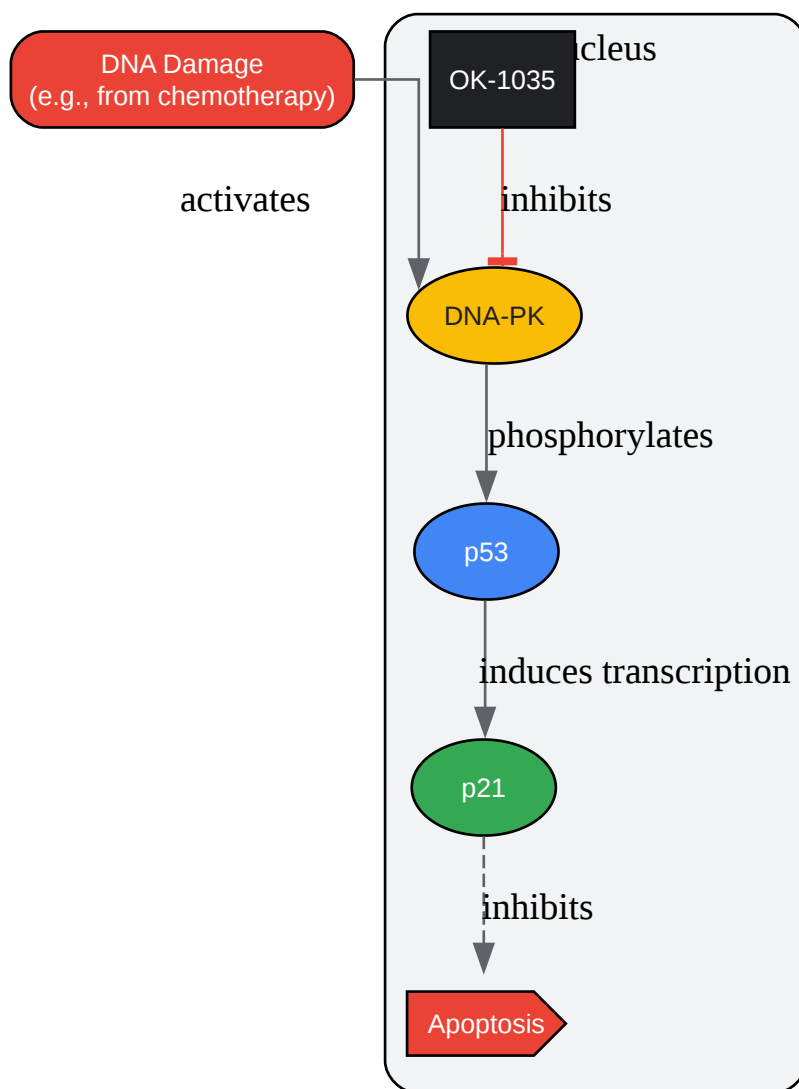 DNA Damage
(e.g., from chemotherapy)
OK-1035
activates
inhibits
DNA-PK
phosphorylates
p53
induces transcription
p21
inhibits
Apoptosis